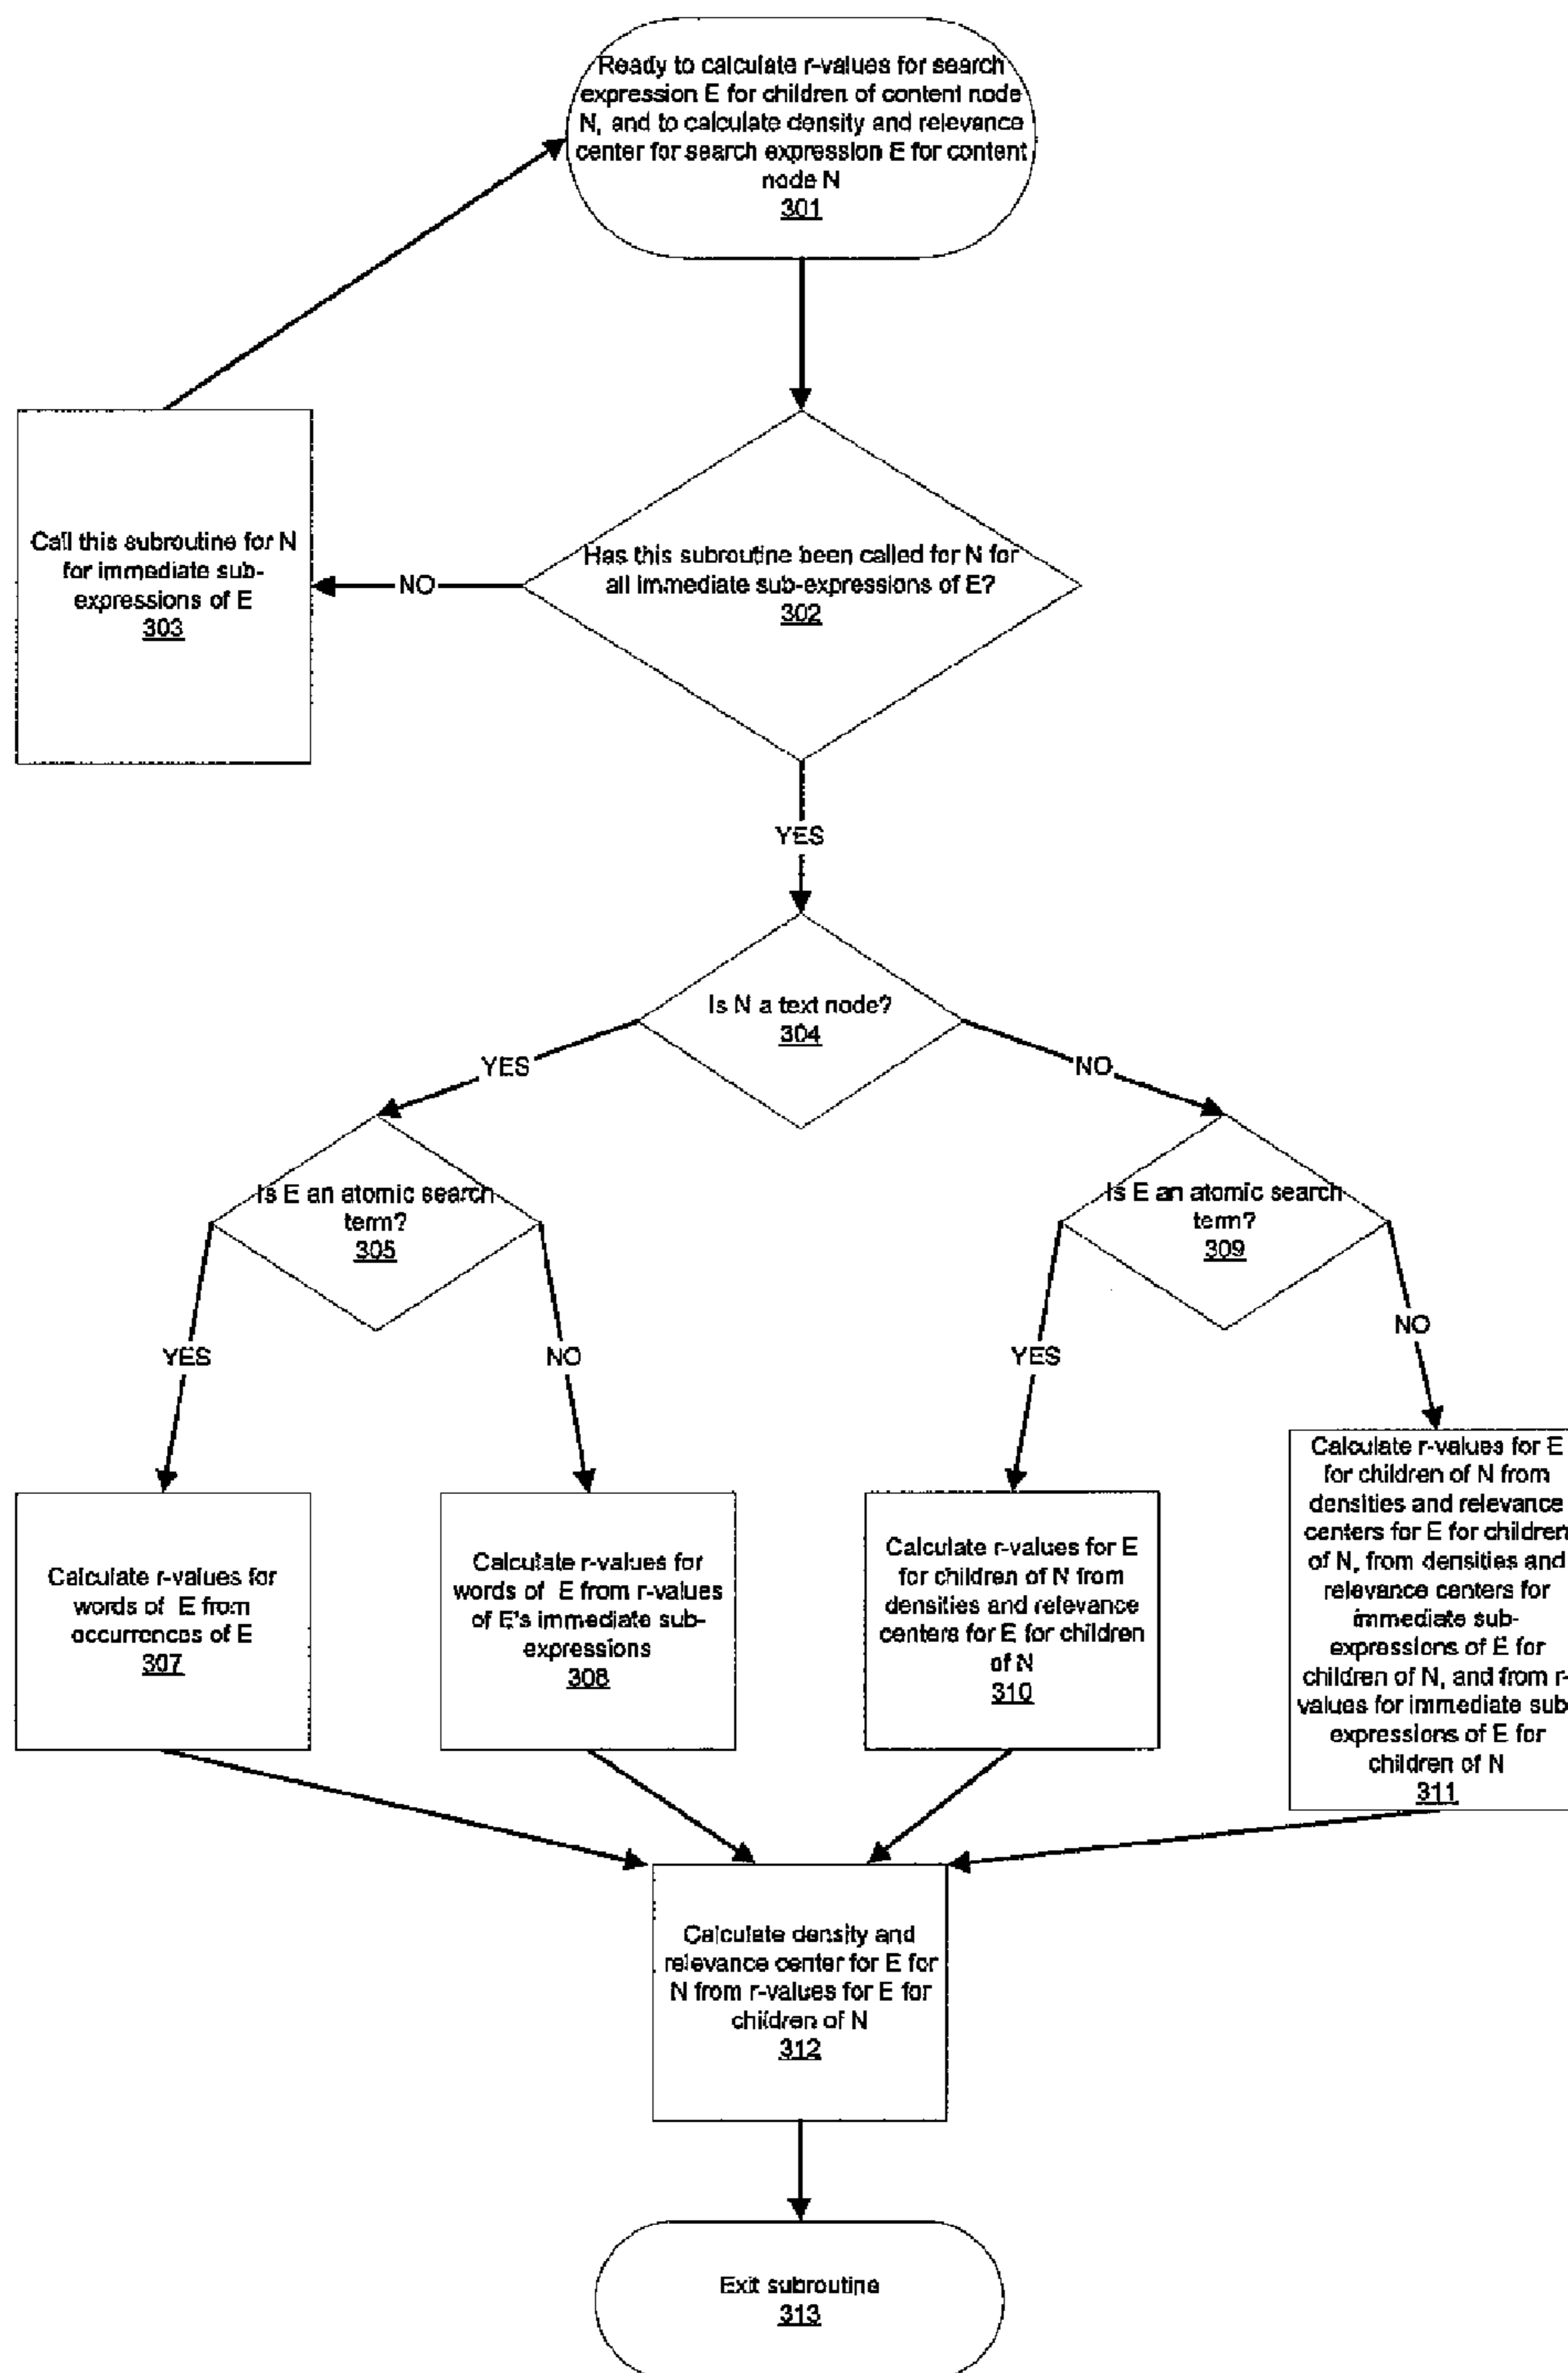 Ready to calculate r-values for search
expression E for children of content node
N, and to calculate density and relevance
center for search expression E for content
node N
301
Call this subroutine for N
for immediate sub-
expressions of E
303
NO
Has this subroutine been called for N for
all immediate sub-expressions of E?
302
YES
Is N a text node?
304
YES
NO
Is E an atomic search
term?
305
Is E an atomic search
term?
309
YES
NO
YES
NO
Calculate r-values for
words of E from
occurrences of E
307
Calculate r-values for
words of E from r-values
of E's immediate sub-
expressions
308
Calculate r-values for E
for children of N from
densities and relevance
centers for E for children
of N
310
Calculate r-values for E
for children of N from
densities and relevance
centers for E for children
of N, from densities and
relevance centers for
immediate sub-
expressions of E for
children of N, and from r-
values for immediate sub-
expressions of E for
children of N
311
Calculate density and
relevance center for E for
N from r-values for E for
children of N
312
Exit subroutine
313